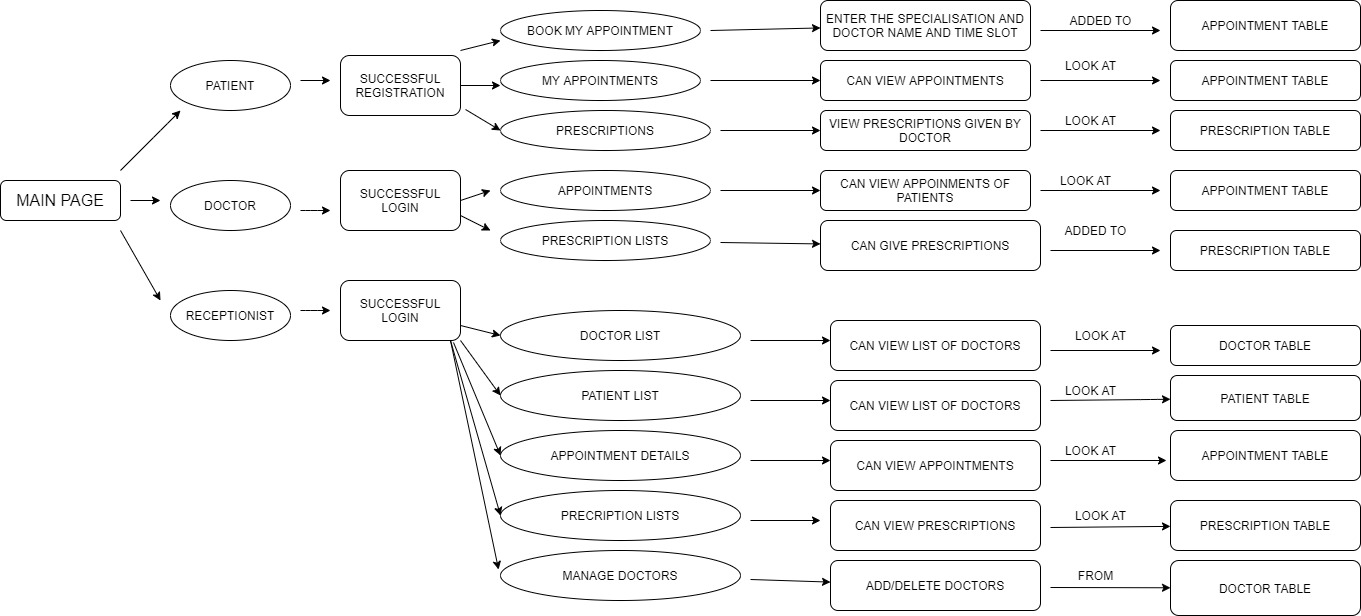 BOOK MY APPOINTMENT
ENTER THE SPECIALISATION AND
DOCTOR NAME AND TIME SLOT
ADDED TO
APPOINTMENT TABLE
PATIENT
SUCCESSFUL
REGISTRATION
MY APPOINTMENTS
CAN VIEW APPOINTMENTS
LOOK AT
APPOINTMENT TABLE
PRESCRIPTIONS
VIEW PRESCRIPTIONS GIVEN BY
DOCTOR
LOOK AT
PRESCRIPTION TABLE
MAIN PAGE
DOCTOR
SUCCESSFUL
LOGIN
APPOINTMENTS
CAN VIEW APPOINMENTS OF
PATIENTS
LOOK AT
APPOINTMENT TABLE
PRESCRIPTION LISTS
CAN GIVE PRESCRIPTIONS
ADDED TO
PRESCRIPTION TABLE
RECEPTIONIST
SUCCESSFUL
LOGIN
DOCTOR LIST
CAN VIEW LIST OF DOCTORS
LOOK AT
DOCTOR TABLE
PATIENT LIST
CAN VIEW LIST OF DOCTORS
LOOK AT
PATIENT TABLE
APPOINTMENT DETAILS
CAN VIEW APPOINTMENTS
LOOK AT
APPOINTMENT TABLE
PRECRIPTION LISTS
CAN VIEW PRESCRIPTIONS
LOOK AT
PRESCRIPTION TABLE
MANAGE DOCTORS
ADD/DELETE DOCTORS
FROM
DOCTOR TABLE